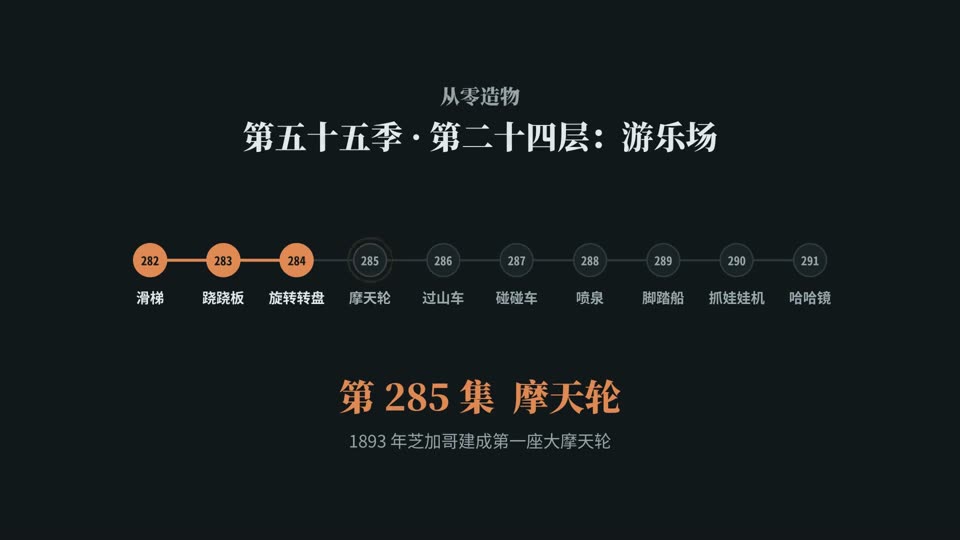 从零造物
第五十五季 · 第二十四层：游乐场
282 283 284 285 286 287 288 289 290 291
滑梯 跷跷板 旋转转盘 摩天轮 过山车 碰碰车 喷泉 脚踏船 抓娃娃机 哈哈镜
第 285 集 摩天轮
1893 年芝加哥建成第一座大摩天轮